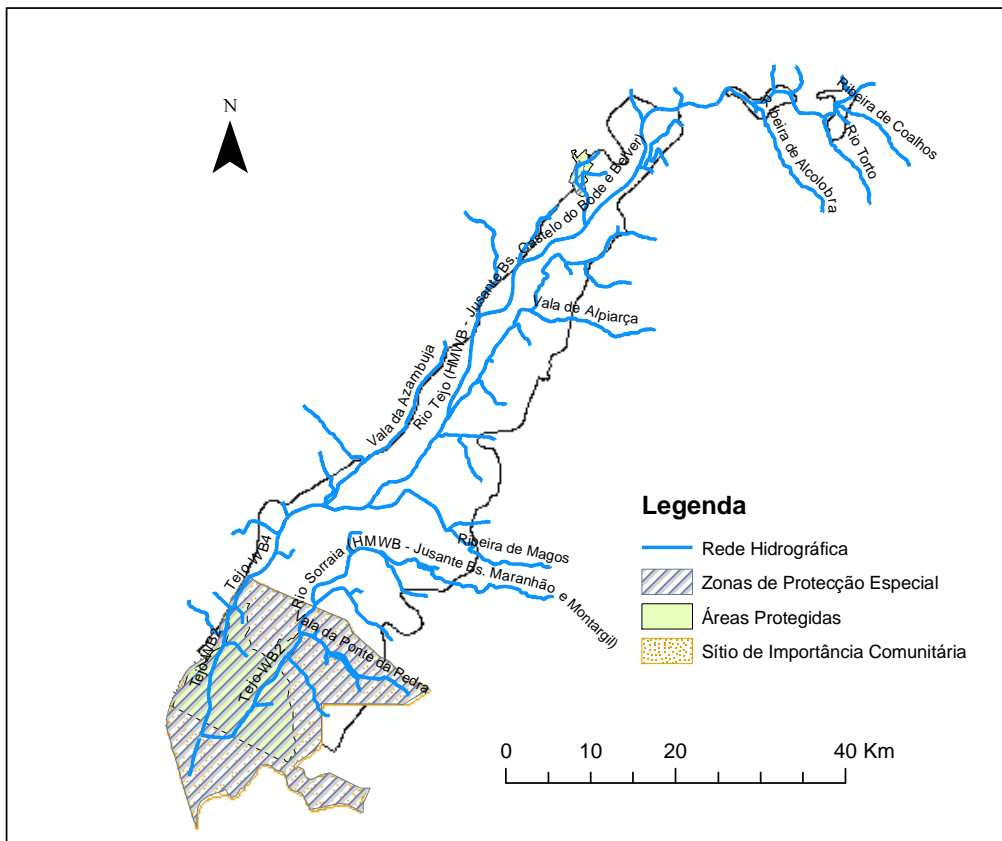 N
Ribeira de Coalhos
Ribeira de Alcolobra
Rio Torto
Rio Tejo (HMWB - Jusante Bs. Castelo do Bode e Belver)
Vala de Alpiarça
Vala da Azambuja
Legenda
Rede Hidrográfica
Zonas de Protecção Especial
Áreas Protegidas
Sítio de Importância Comunitária
Ribeira de Magos
Rio Sorraia (HMWB - Jusante Bs. Maranhão e Montargil)
Tejo-WB4
Vala da Ponte da Pedra
Tejo-WB2
Tejo-WB2
0 10 20 40 Km